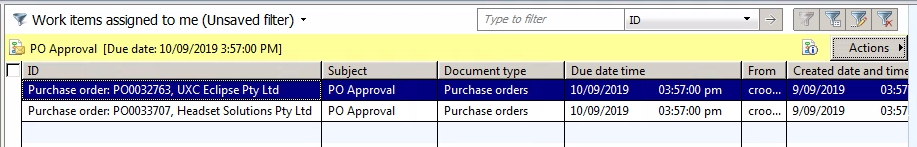 Work items assigned to me (Unsaved filter) Type to filter ID
PO Approval [Due date: 10/09/2019 3:57:00 PM] Actions
ID Subject Document type Due date time From Created date and time
Purchase order: PO0032763, UXC Eclipse Pty Ltd PO Approval Purchase orders 10/09/2019 03:57:00 pm croo... 9/09/2019 03:57
Purchase order: PO0033707, Headset Solutions Pty Ltd PO Approval Purchase orders 10/09/2019 03:57:00 pm croo... 9/09/2019 03:57